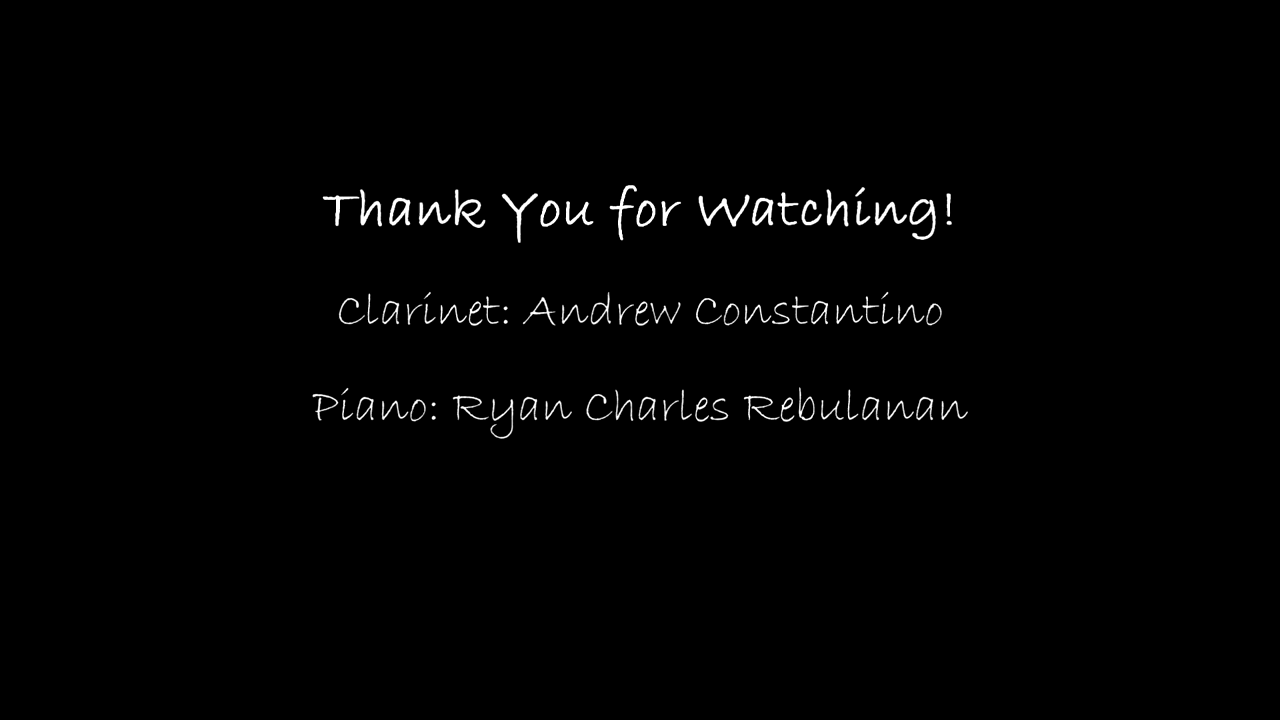 Thank You for Watching!
Clarinet: Andrew Constantino
Piano: Ryan Charles Rebulanan